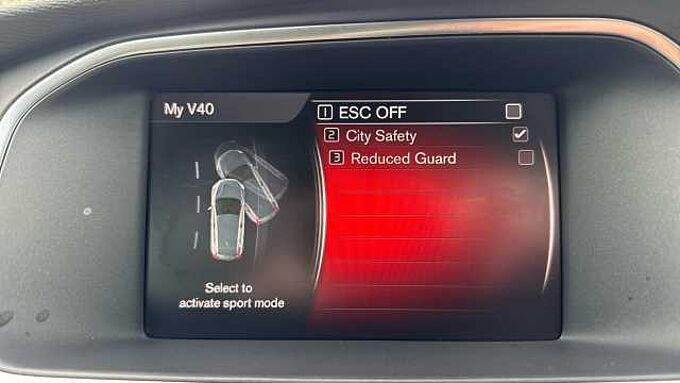 My V40
1 ESC OFF
2 City Safety
3 Reduced Guard
Select to
activate sport mode